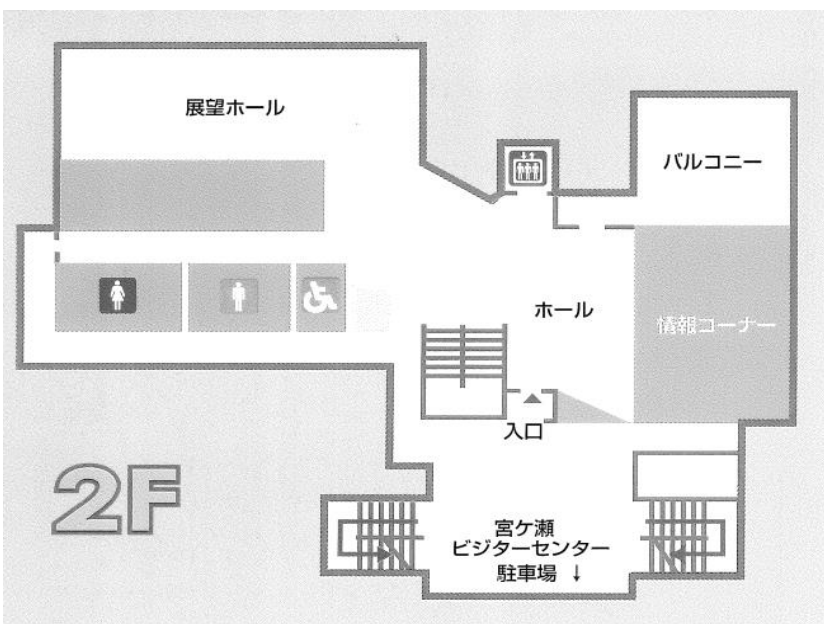 展望ホール
バルコニー
ホール
情報コーナー
入口
2F
宮ケ瀬
ビジターセンター
駐車場 ↓